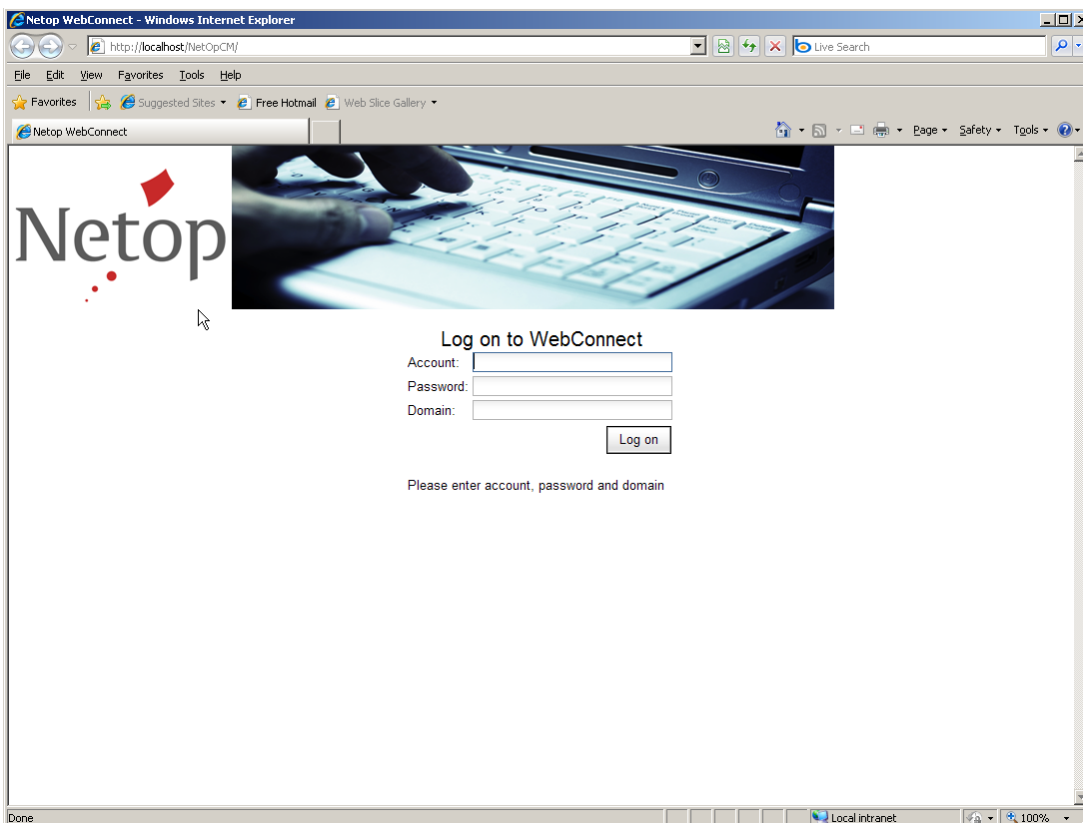 Netop WebConnect - Windows Internet Explorer
http://localhost/NetOpCM/
Live Search
File Edit View Favorites Tools Help
Favorites Suggested Sites Free Hotmail Web Slice Gallery
Netop WebConnect
Page Safety Tools
Netop
Log on to WebConnect
Account:
Password:
Domain:
Log on
Please enter account, password and domain
Done
Local intranet
100%